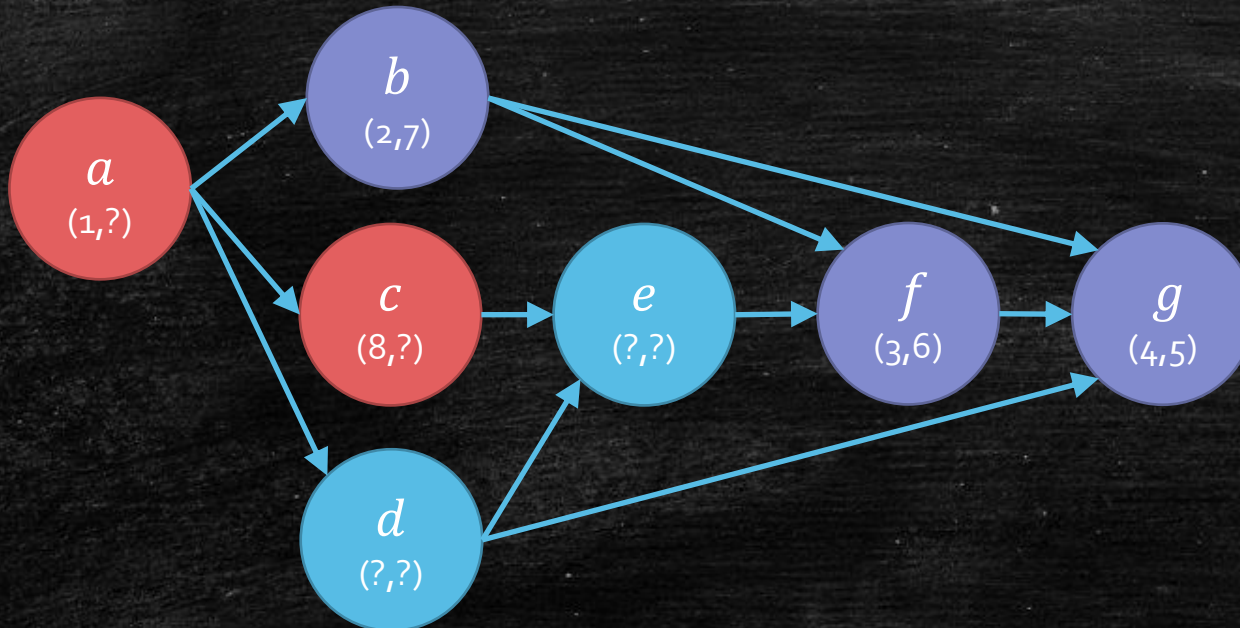 a
(1,?)
b
(2,7)
c
(8,?)
d
(?,?)
e
(?,?)
f
(3,6)
g
(4,5)